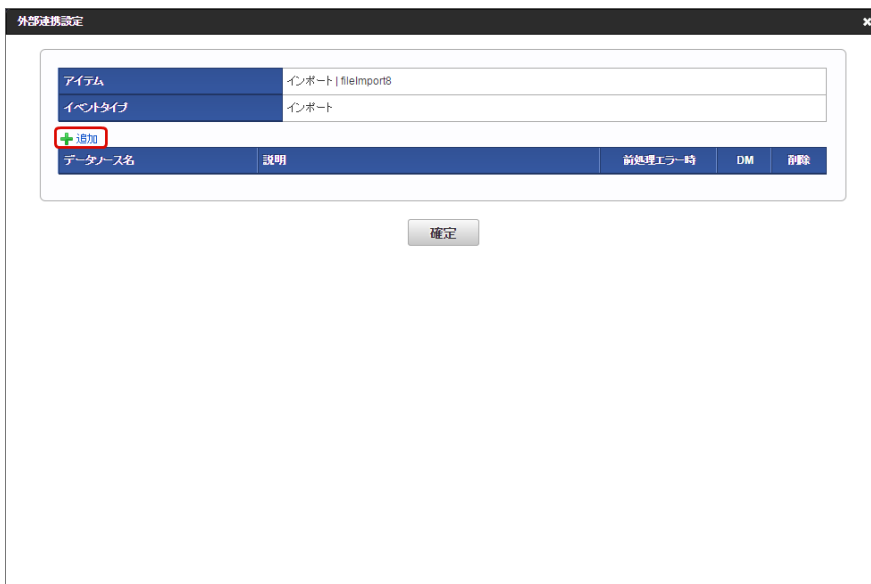 外部連携設定
アイテム インポート | fileImport8
イベントタイプ インポート
追加
データソース名 説明 前処理エラー時 DM 削除
確定